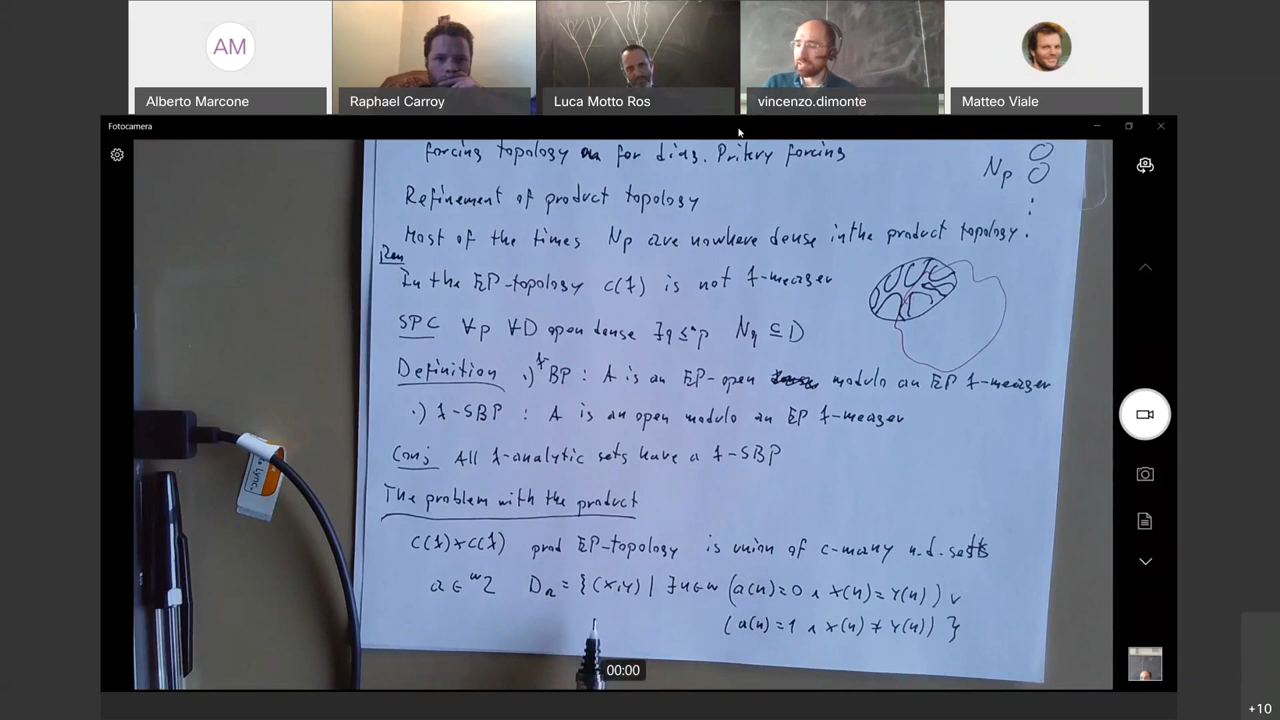 AM
Alberto Marcone
Raphael Carroy
Luca Motto Ros
vincenzo.dimonte
Matteo Viale
Fotocamera
forcing topology for diag. Prikry forcing
Np
Refinement of product topology
Most of the times Np are nowhere dense in the product topology.
Rem
In the EP-topology c(λ) is not λ-meager
SPC ∀p ∀D open dense ∃q ≤* p Nq ⊆ D
Definition .) λ-BP : A is an EP-open modulo an EP λ-meager
.) λ-SBP : A is an open modulo an EP λ-meager
Conj All λ-analytic sets have a λ-SBP
The problem with the product
C(λ)×C(λ) prod EP-topology is union of c-many n.d. sets
a ∈ ω2 Da = {(x,y) | ∃n∈ω (a(n)=0 ∧ x(n)=y(n)) ∨
(a(n)=1 ∧ x(n)≠y(n)) }
Lync.
00:00
+10